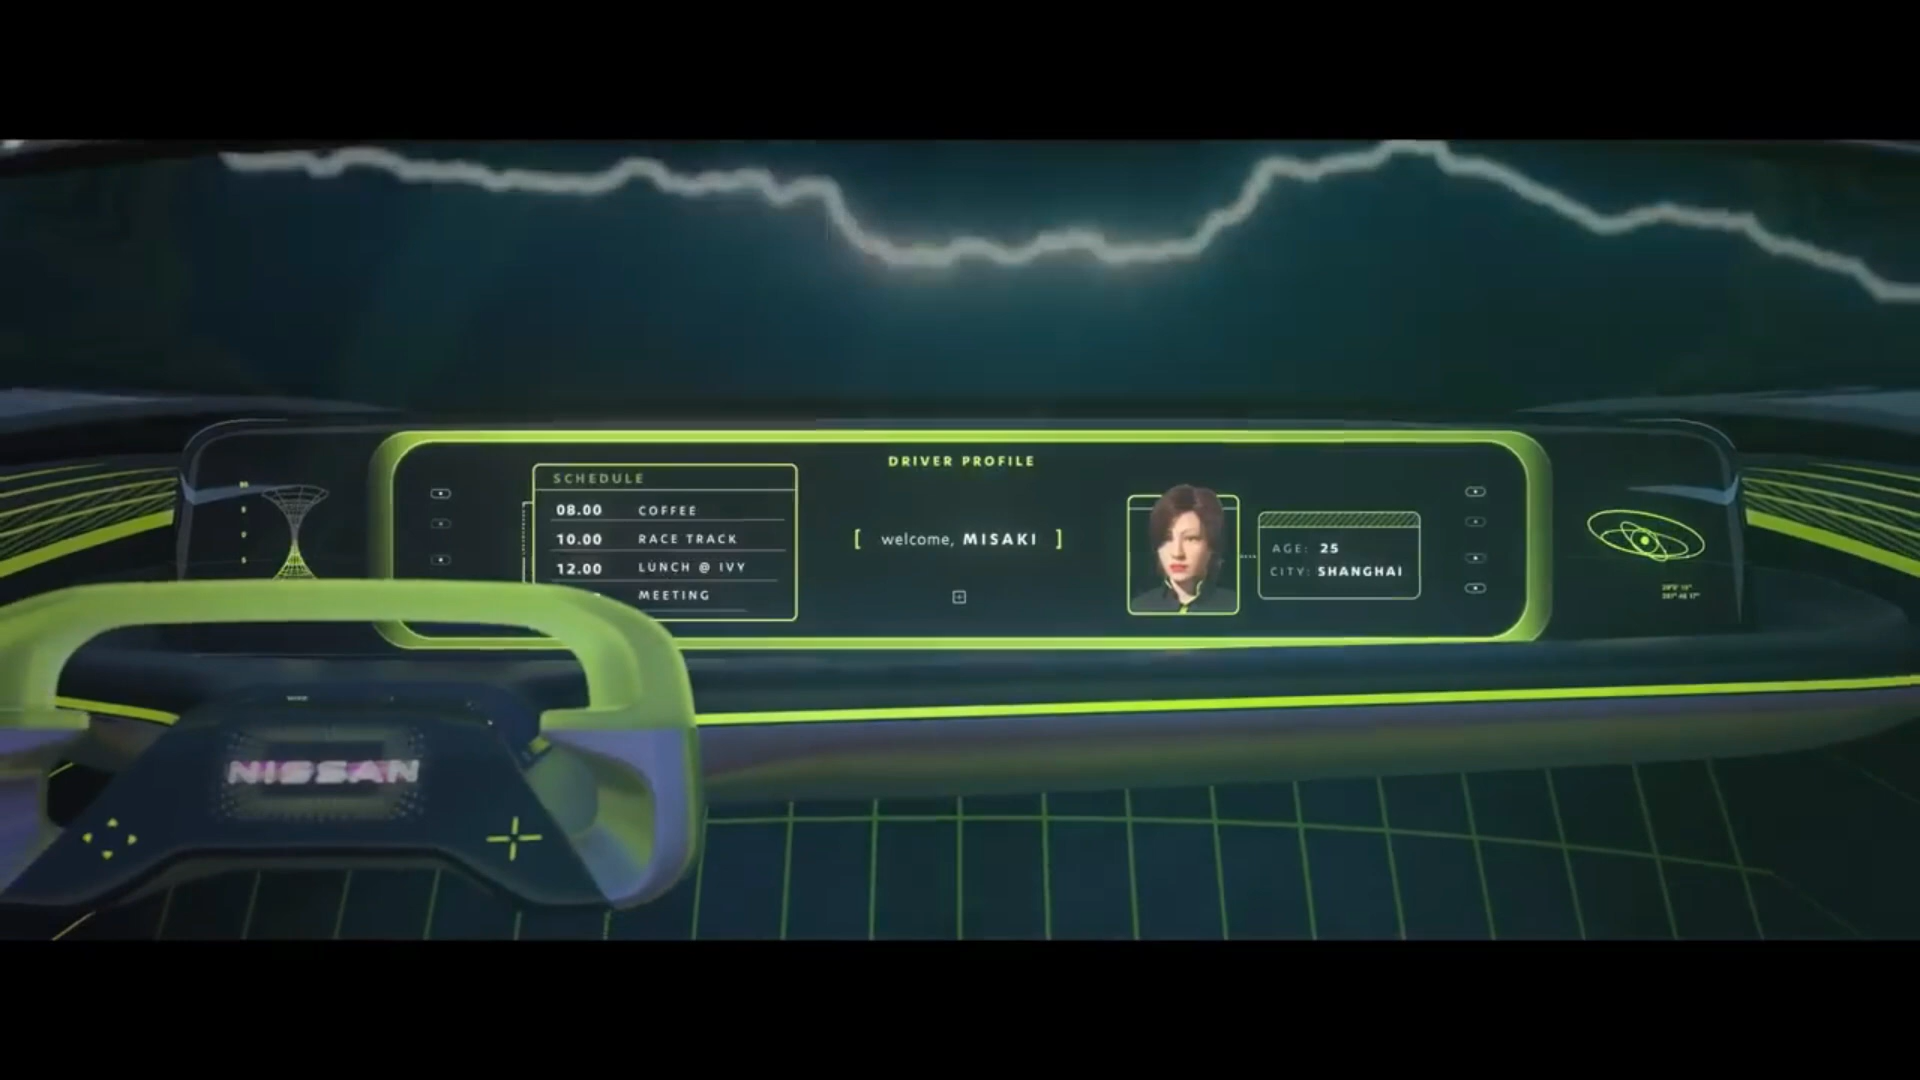 DRIVER PROFILE
SCHEDULE
08.00 COFFEE
10.00 RACE TRACK
12.00 LUNCH @ IVY
MEETING
[ welcome, MISAKI ]
AGE: 25
CITY: SHANGHAI
NISSAN